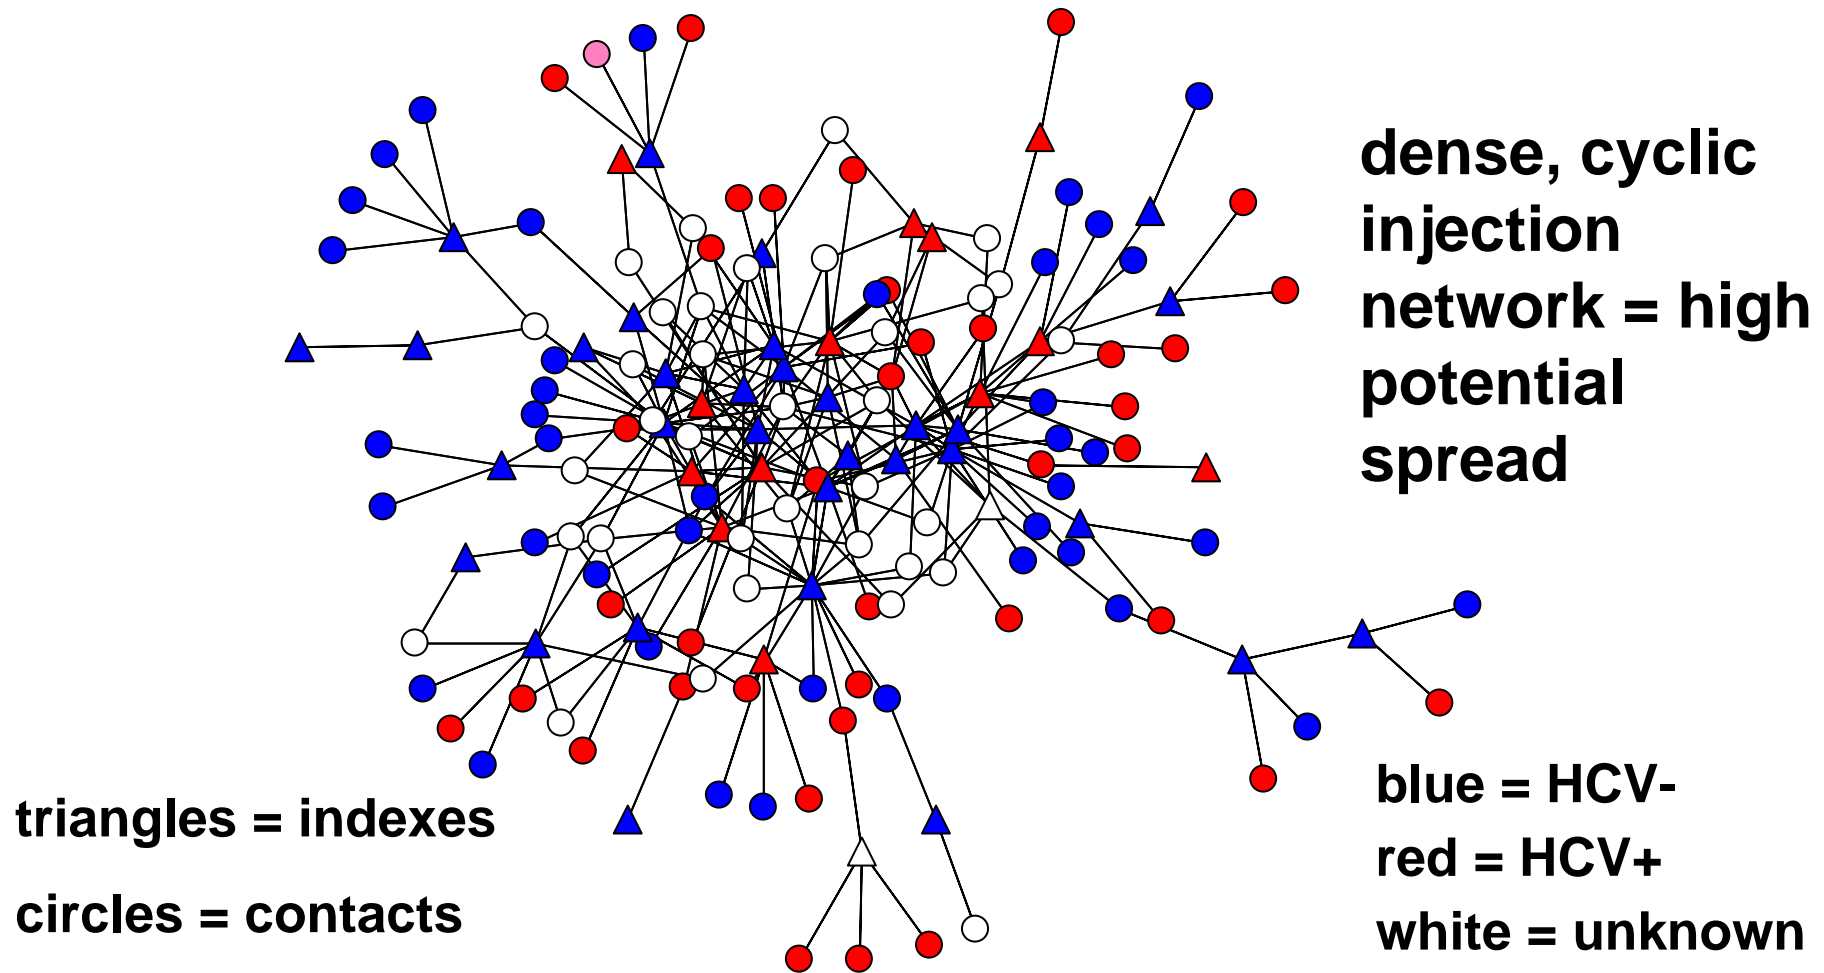 dense, cyclic
injection
network = high
potential
spread
triangles = indexes
circles = contacts
blue = HCV-
red = HCV+
white = unknown